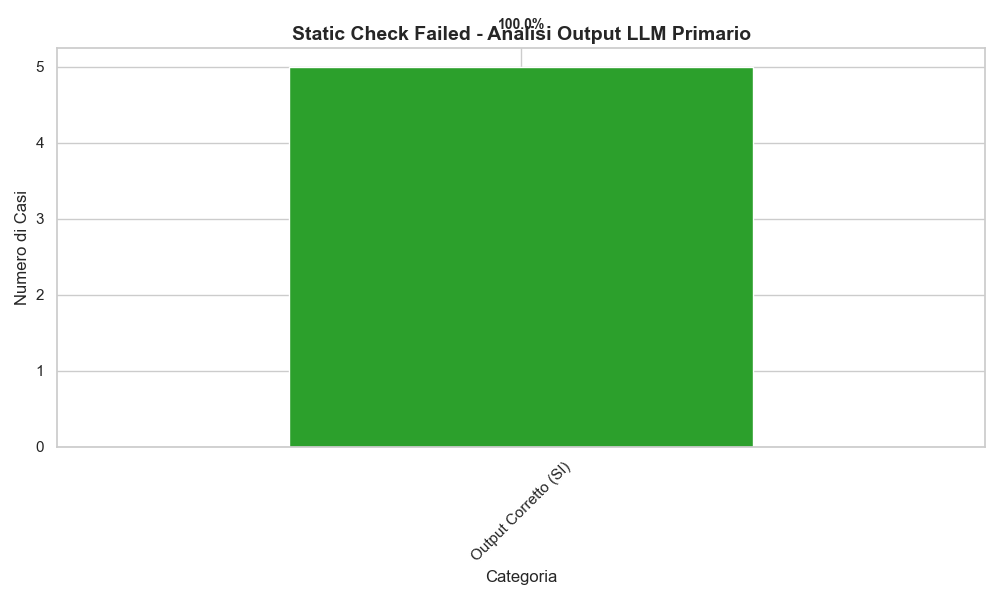 100.0%
Static Check Failed - Analisi Output LLM Primario
Numero di Casi
5
4
3
2
1
0
Output Corretto (SI)
Categoria